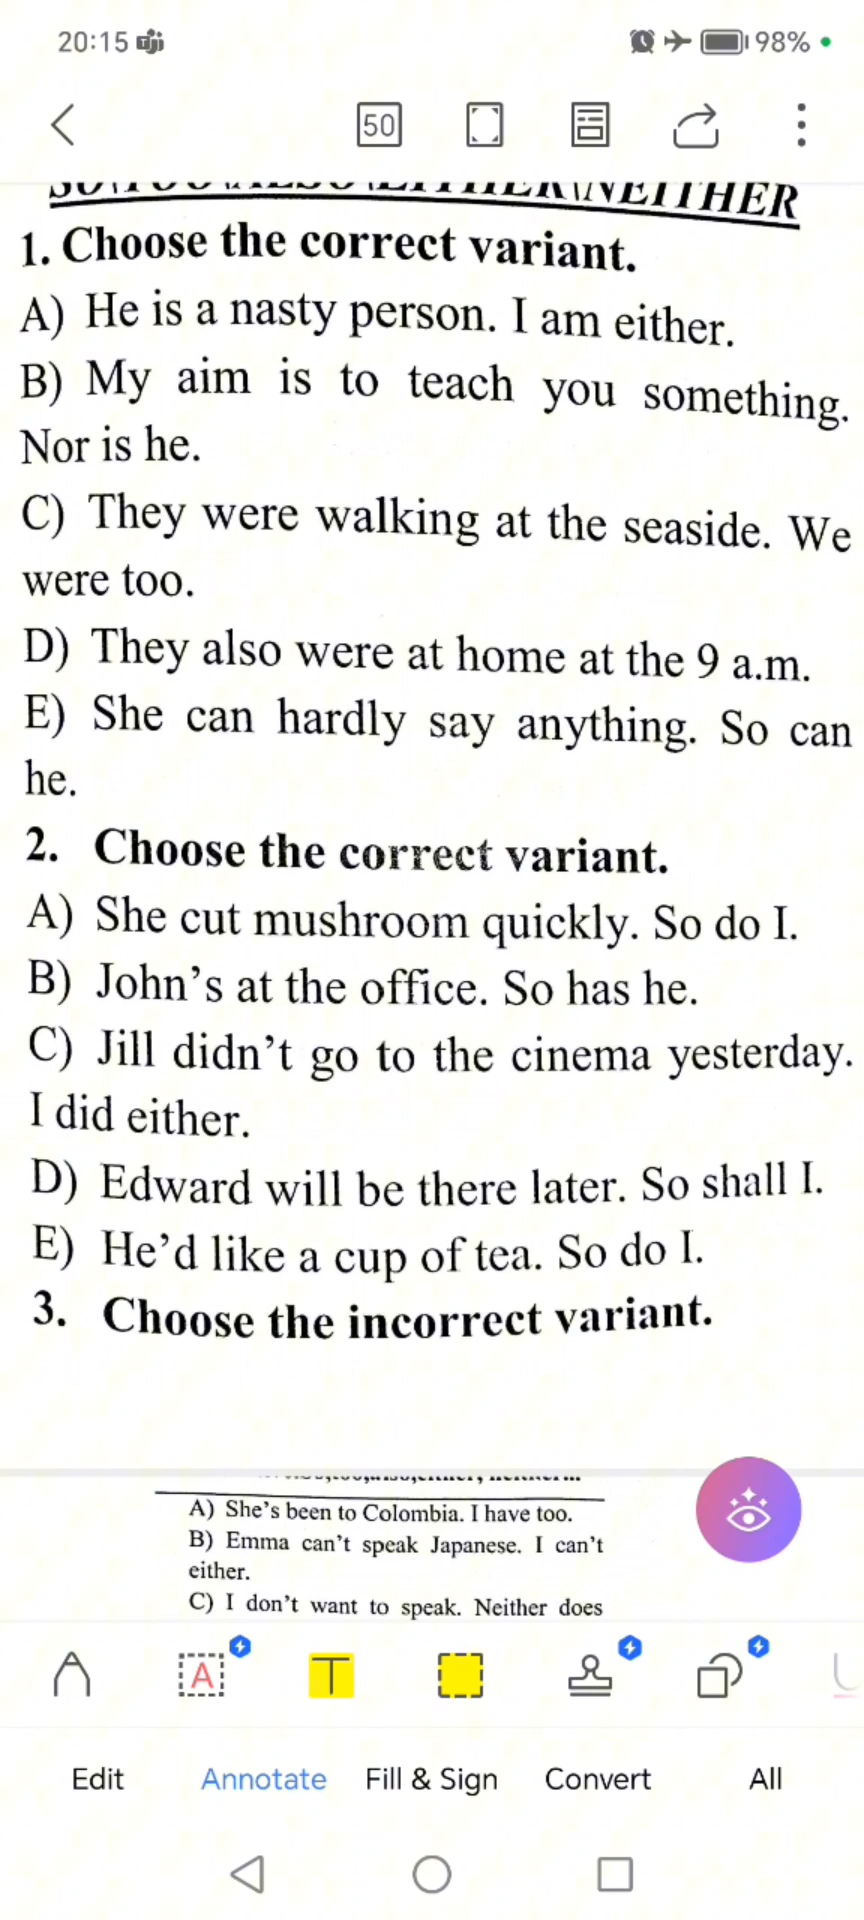 20:15
98%
50
SO\TOO\ALSO\EITHER\NEITHER
1. Choose the correct variant.
A) He is a nasty person. I am either.
B) My aim is to teach you something.
Nor is he.
C) They were walking at the seaside. We
were too.
D) They also were at home at the 9 a.m.
E) She can hardly say anything. So can
he.
2. Choose the correct variant.
A) She cut mushroom quickly. So do I.
B) John's at the office. So has he.
C) Jill didn't go to the cinema yesterday.
I did either.
D) Edward will be there later. So shall I.
E) He'd like a cup of tea. So do I.
3. Choose the incorrect variant.
A) She's been to Colombia. I have too.
B) Emma can't speak Japanese. I can't
either.
C) I don't want to speak. Neither does
A T
Edit Annotate Fill & Sign Convert All